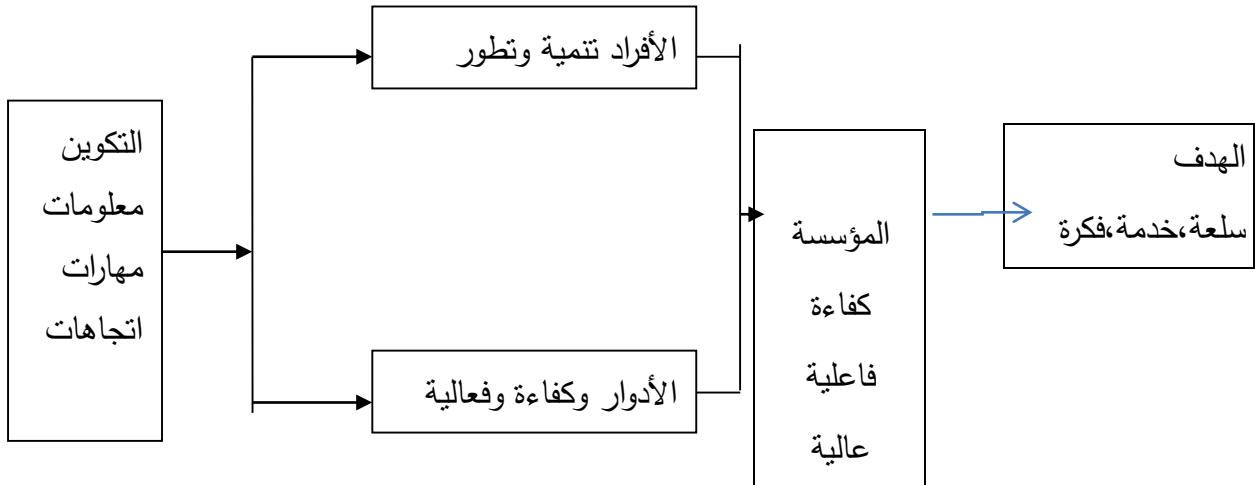 التكوين
معلومات
مهارات
اتجاهات
الأفراد تنمية وتطور
الأدوار وكفاءة وفعالية
المؤسسة
كفاءة
فاعلية
عالية
الهدف
سلعة،خدمة،فكرة